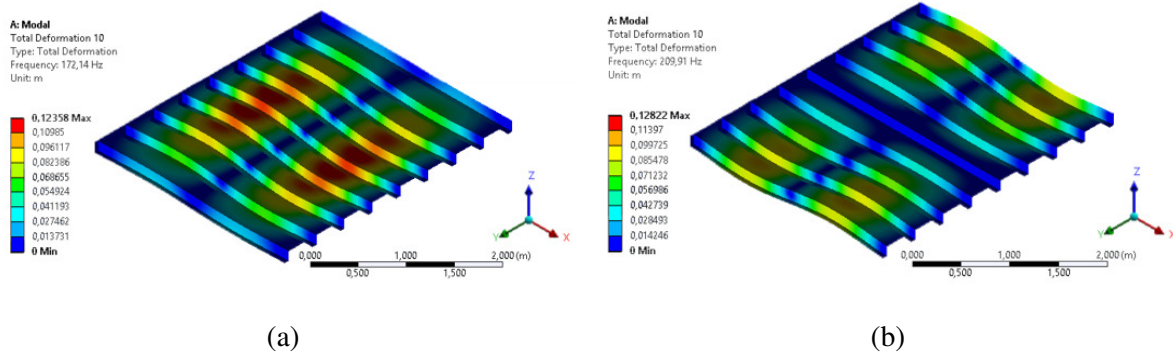 A: Modal
Total Deformation 10
Type: Total Deformation
Frequency: 172,14 Hz
Unit: m
0,12358 Max
0,10985
0,096117
0,082386
0,068655
0,054924
0,041193
0,027462
0,013731
0 Min
Z
Y
X
0,000
1,000
2,000 (m)
0,500
1,500
(a)
A: Modal
Total Deformation 10
Type: Total Deformation
Frequency: 209,91 Hz
Unit: m
0,12822 Max
0,11397
0,099725
0,085478
0,071232
0,056986
0,042739
0,028493
0,014246
0 Min
Z
Y
X
0,000
1,000
2,000 (m)
0,500
1,500
(b)